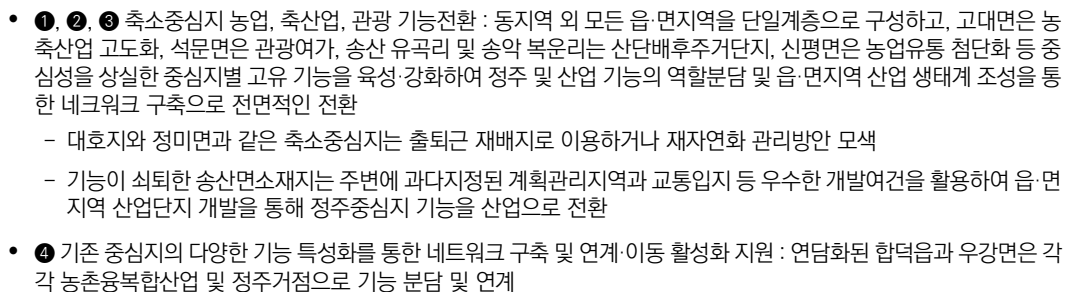 • ❶, ❷, ❸ 축소중심지 농업, 축산업, 관광 기능전환 : 동지역 외 모든 읍·면지역을 단일계층으로 구성하고, 고대면은 농
축산업 고도화, 석문면은 관광여가, 송산 유곡리 및 송악 복운리는 산단배후주거단지, 신평면은 농업유통 첨단화 등 중
심성을 상실한 중심지별 고유 기능을 육성·강화하여 정주 및 산업 기능의 역할분담 및 읍·면지역 산업 생태계 조성을 통
한 네크워크 구축으로 전면적인 전환
– 대호지와 정미면과 같은 축소중심지는 출퇴근 재배지로 이용하거나 재자연화 관리방안 모색
– 기능이 쇠퇴한 송산면소재지는 주변에 과다지정된 계획관리지역과 교통입지 등 우수한 개발여건을 활용하여 읍·면
지역 산업단지 개발을 통해 정주중심지 기능을 산업으로 전환
• ❹ 기존 중심지의 다양한 기능 특성화를 통한 네트워크 구축 및 연계·이동 활성화 지원 : 연담화된 합덕읍과 우강면은 각
각 농촌융복합산업 및 정주거점으로 기능 분담 및 연계